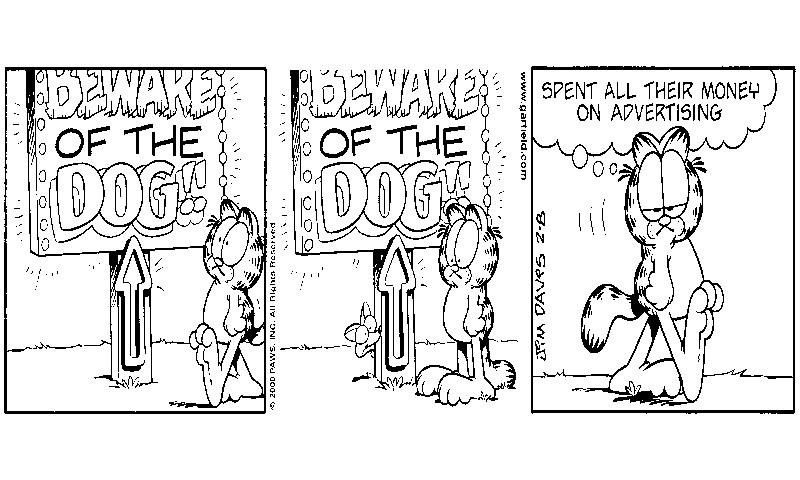 BEWARE
OF THE
DOG!!
© 2000 PAWS, INC. All Rights Reserved
BEWARE
OF THE
DOG!!
www.garfield.com
SPENT ALL THEIR MONEY
ON ADVERTISING
JIM DAVIS 2-8